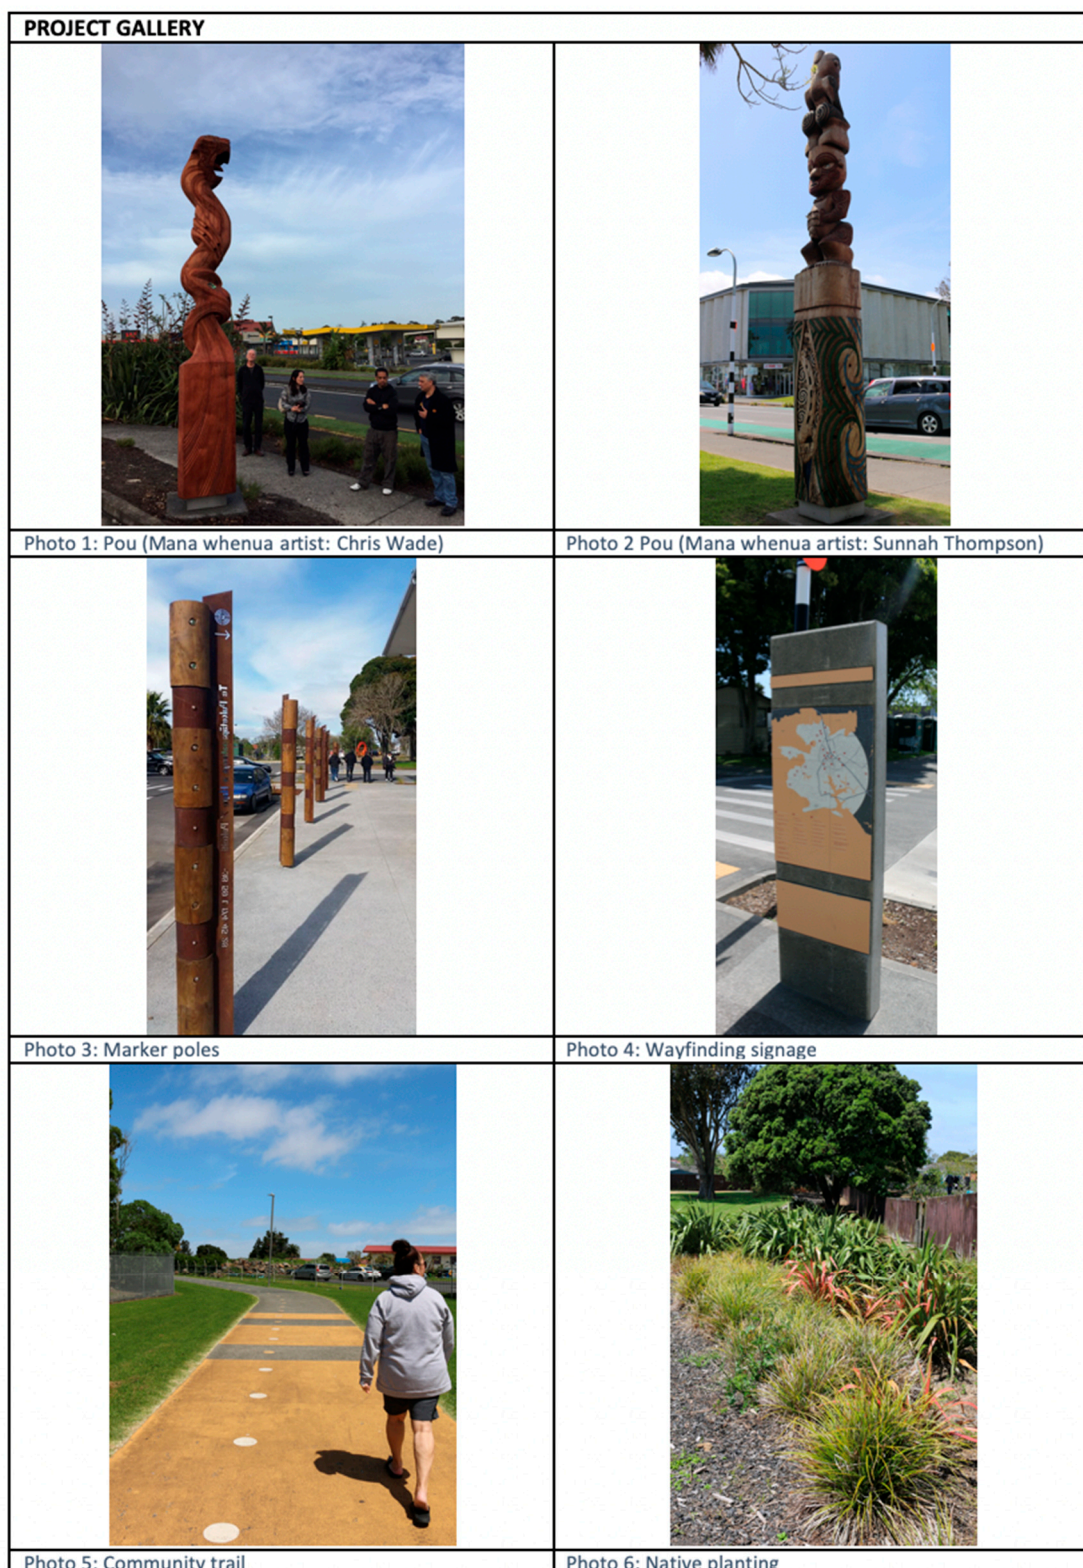 PROJECT GALLERY
Photo 1: Pou (Mana whenua artist: Chris Wade)
Photo 2 Pou (Mana whenua artist: Sunnah Thompson)
Photo 3: Marker poles
Photo 4: Wayfinding signage
Photo 5: Community trail
Photo 6: Native planting